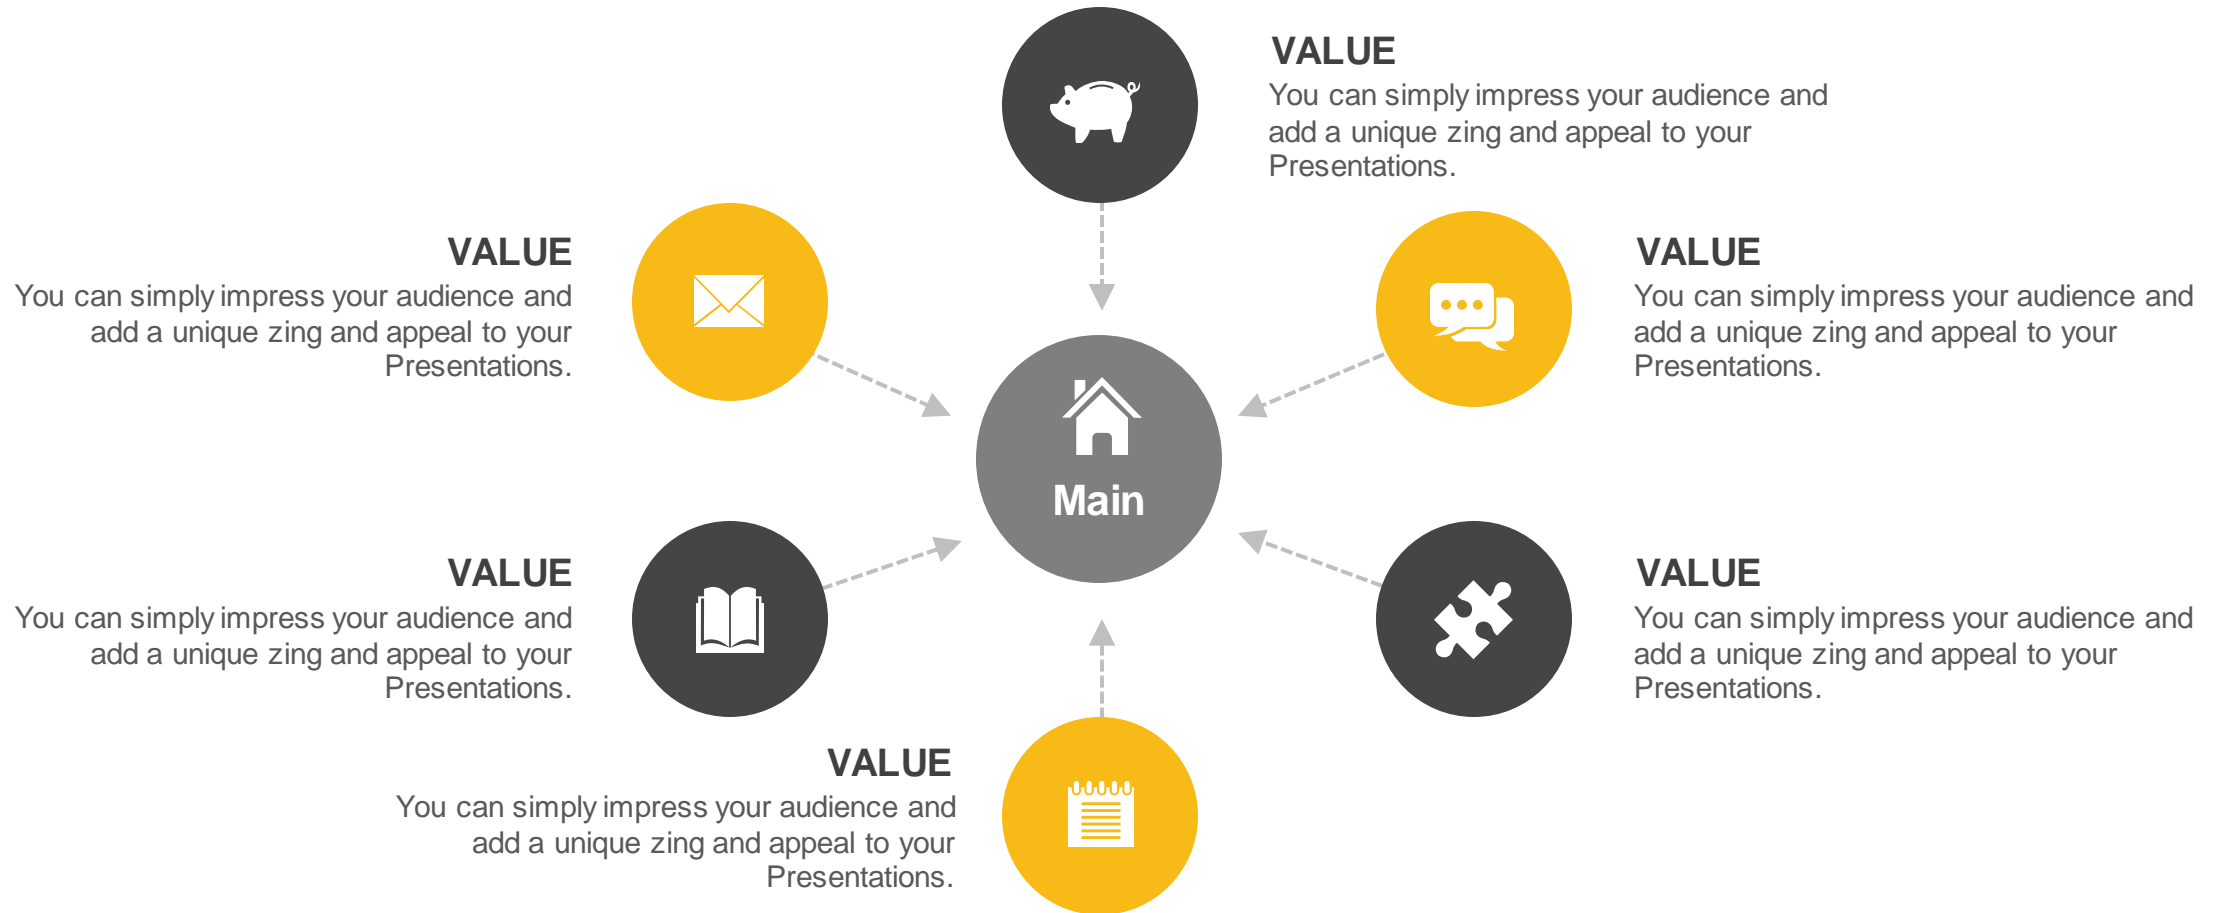 VALUE
You can simply impress your audience and
add a unique zing and appeal to your
Presentations.
VALUE
You can simply impress your audience and
add a unique zing and appeal to your
Presentations.
VALUE
You can simply impress your audience and
add a unique zing and appeal to your
Presentations.
Main
VALUE
You can simply impress your audience and
add a unique zing and appeal to your
Presentations.
VALUE
You can simply impress your audience and
add a unique zing and appeal to your
Presentations.
VALUE
You can simply impress your audience and
add a unique zing and appeal to your
Presentations.